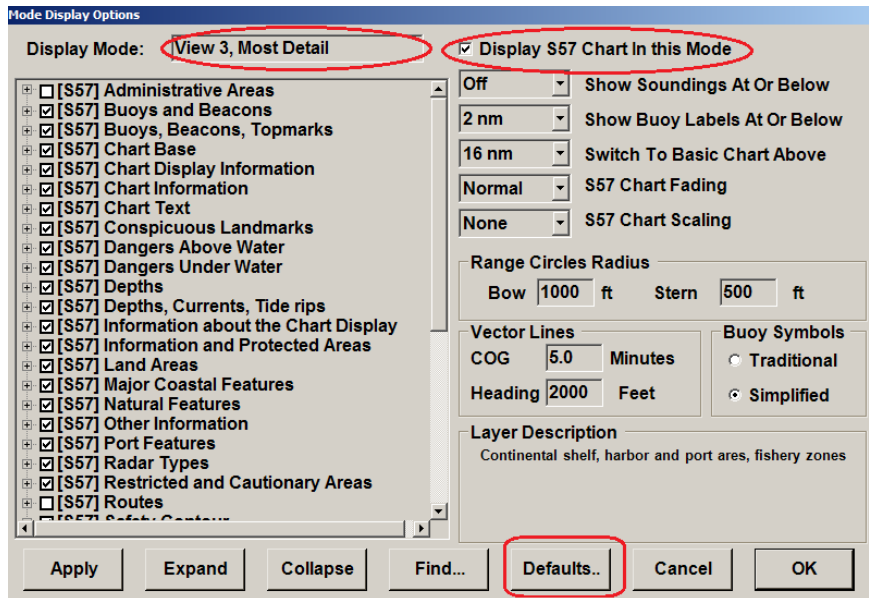 Mode Display Options
Display Mode: View 3, Most Detail
Display S57 Chart In this Mode
[S57] Administrative Areas
[S57] Buoys and Beacons
[S57] Buoys, Beacons, Topmarks
[S57] Chart Base
[S57] Chart Display Information
[S57] Chart Information
[S57] Chart Text
[S57] Conspicuous Landmarks
[S57] Dangers Above Water
[S57] Dangers Under Water
[S57] Depths
[S57] Depths, Currents, Tide rips
[S57] Information about the Chart Display
[S57] Information and Protected Areas
[S57] Land Areas
[S57] Major Coastal Features
[S57] Natural Features
[S57] Other Information
[S57] Port Features
[S57] Radar Types
[S57] Restricted and Cautionary Areas
[S57] Routes
[S57] Safety Contour
Off Show Soundings At Or Below
2 nm Show Buoy Labels At Or Below
16 nm Switch To Basic Chart Above
Normal S57 Chart Fading
None S57 Chart Scaling
Range Circles Radius
Bow 1000 ft Stern 500 ft
Vector Lines
COG 5.0 Minutes
Heading 2000 Feet
Buoy Symbols
Traditional
Simplified
Layer Description
Continental shelf, harbor and port ares, fishery zones
Apply Expand Collapse Find... Defaults.. Cancel OK